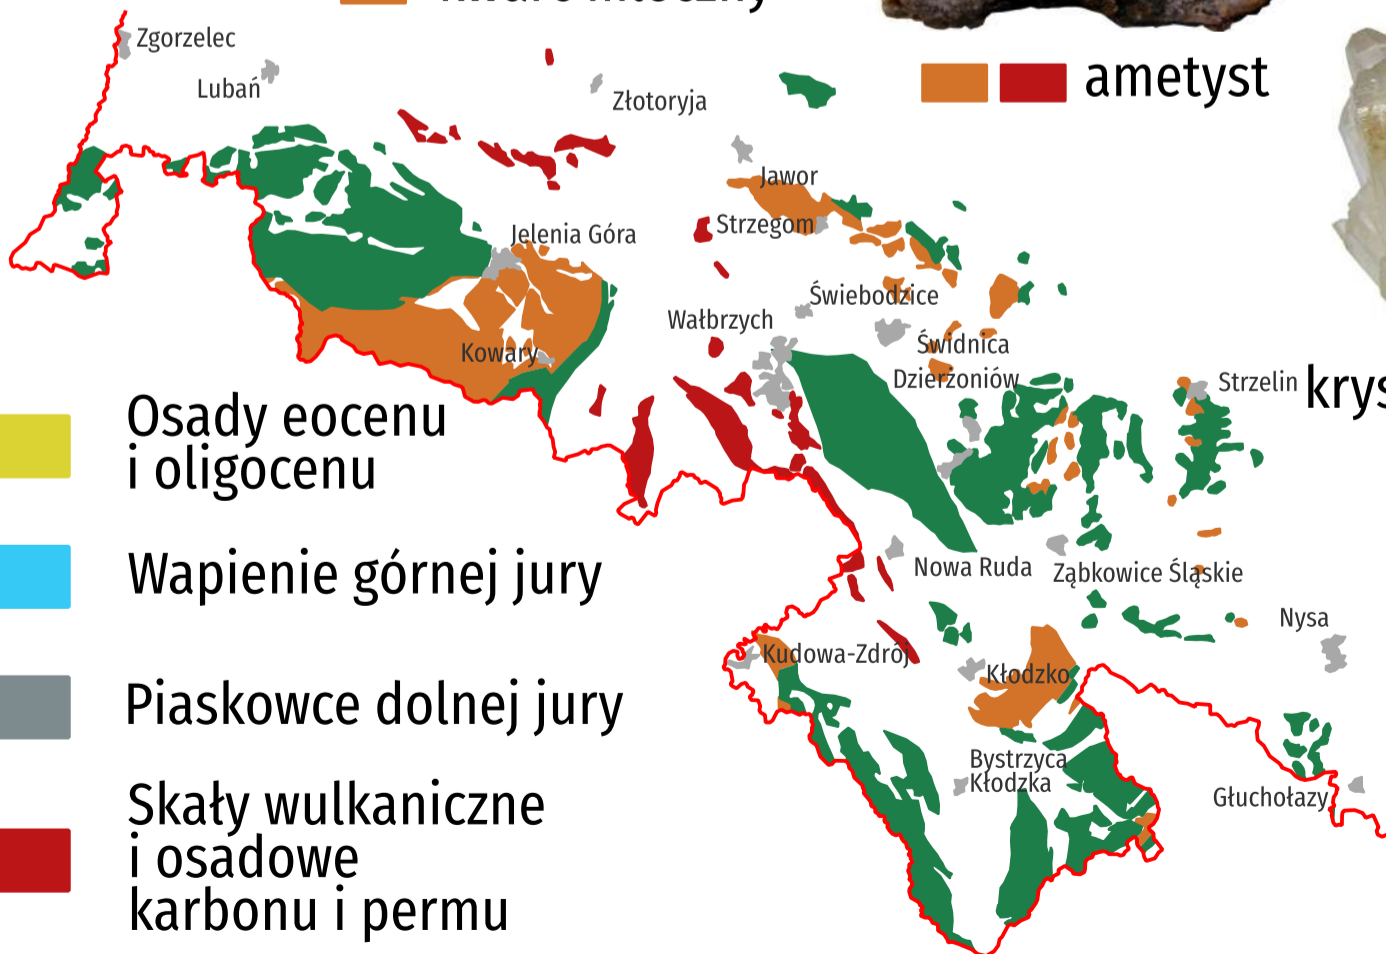 Zgorzelec
Lubań
Złotoryja
ametyst
Jawor
Strzegom
Jelenia Góra
Świebodzice
Wałbrzych
Świdnica
Kowary
Dzierżoniów
Strzelin
Osady eocenu
i oligocenu
Wapienie górnej jury
Nowa Ruda
Ząbkowice Śląskie
Nysa
Kudowa-Zdrój
Kłodzko
Piaskowce dolnej jury
Bystrzyca
Kłodzka
Głuchołazy
Skały wulkaniczne
i osadowe
karbonu i permu